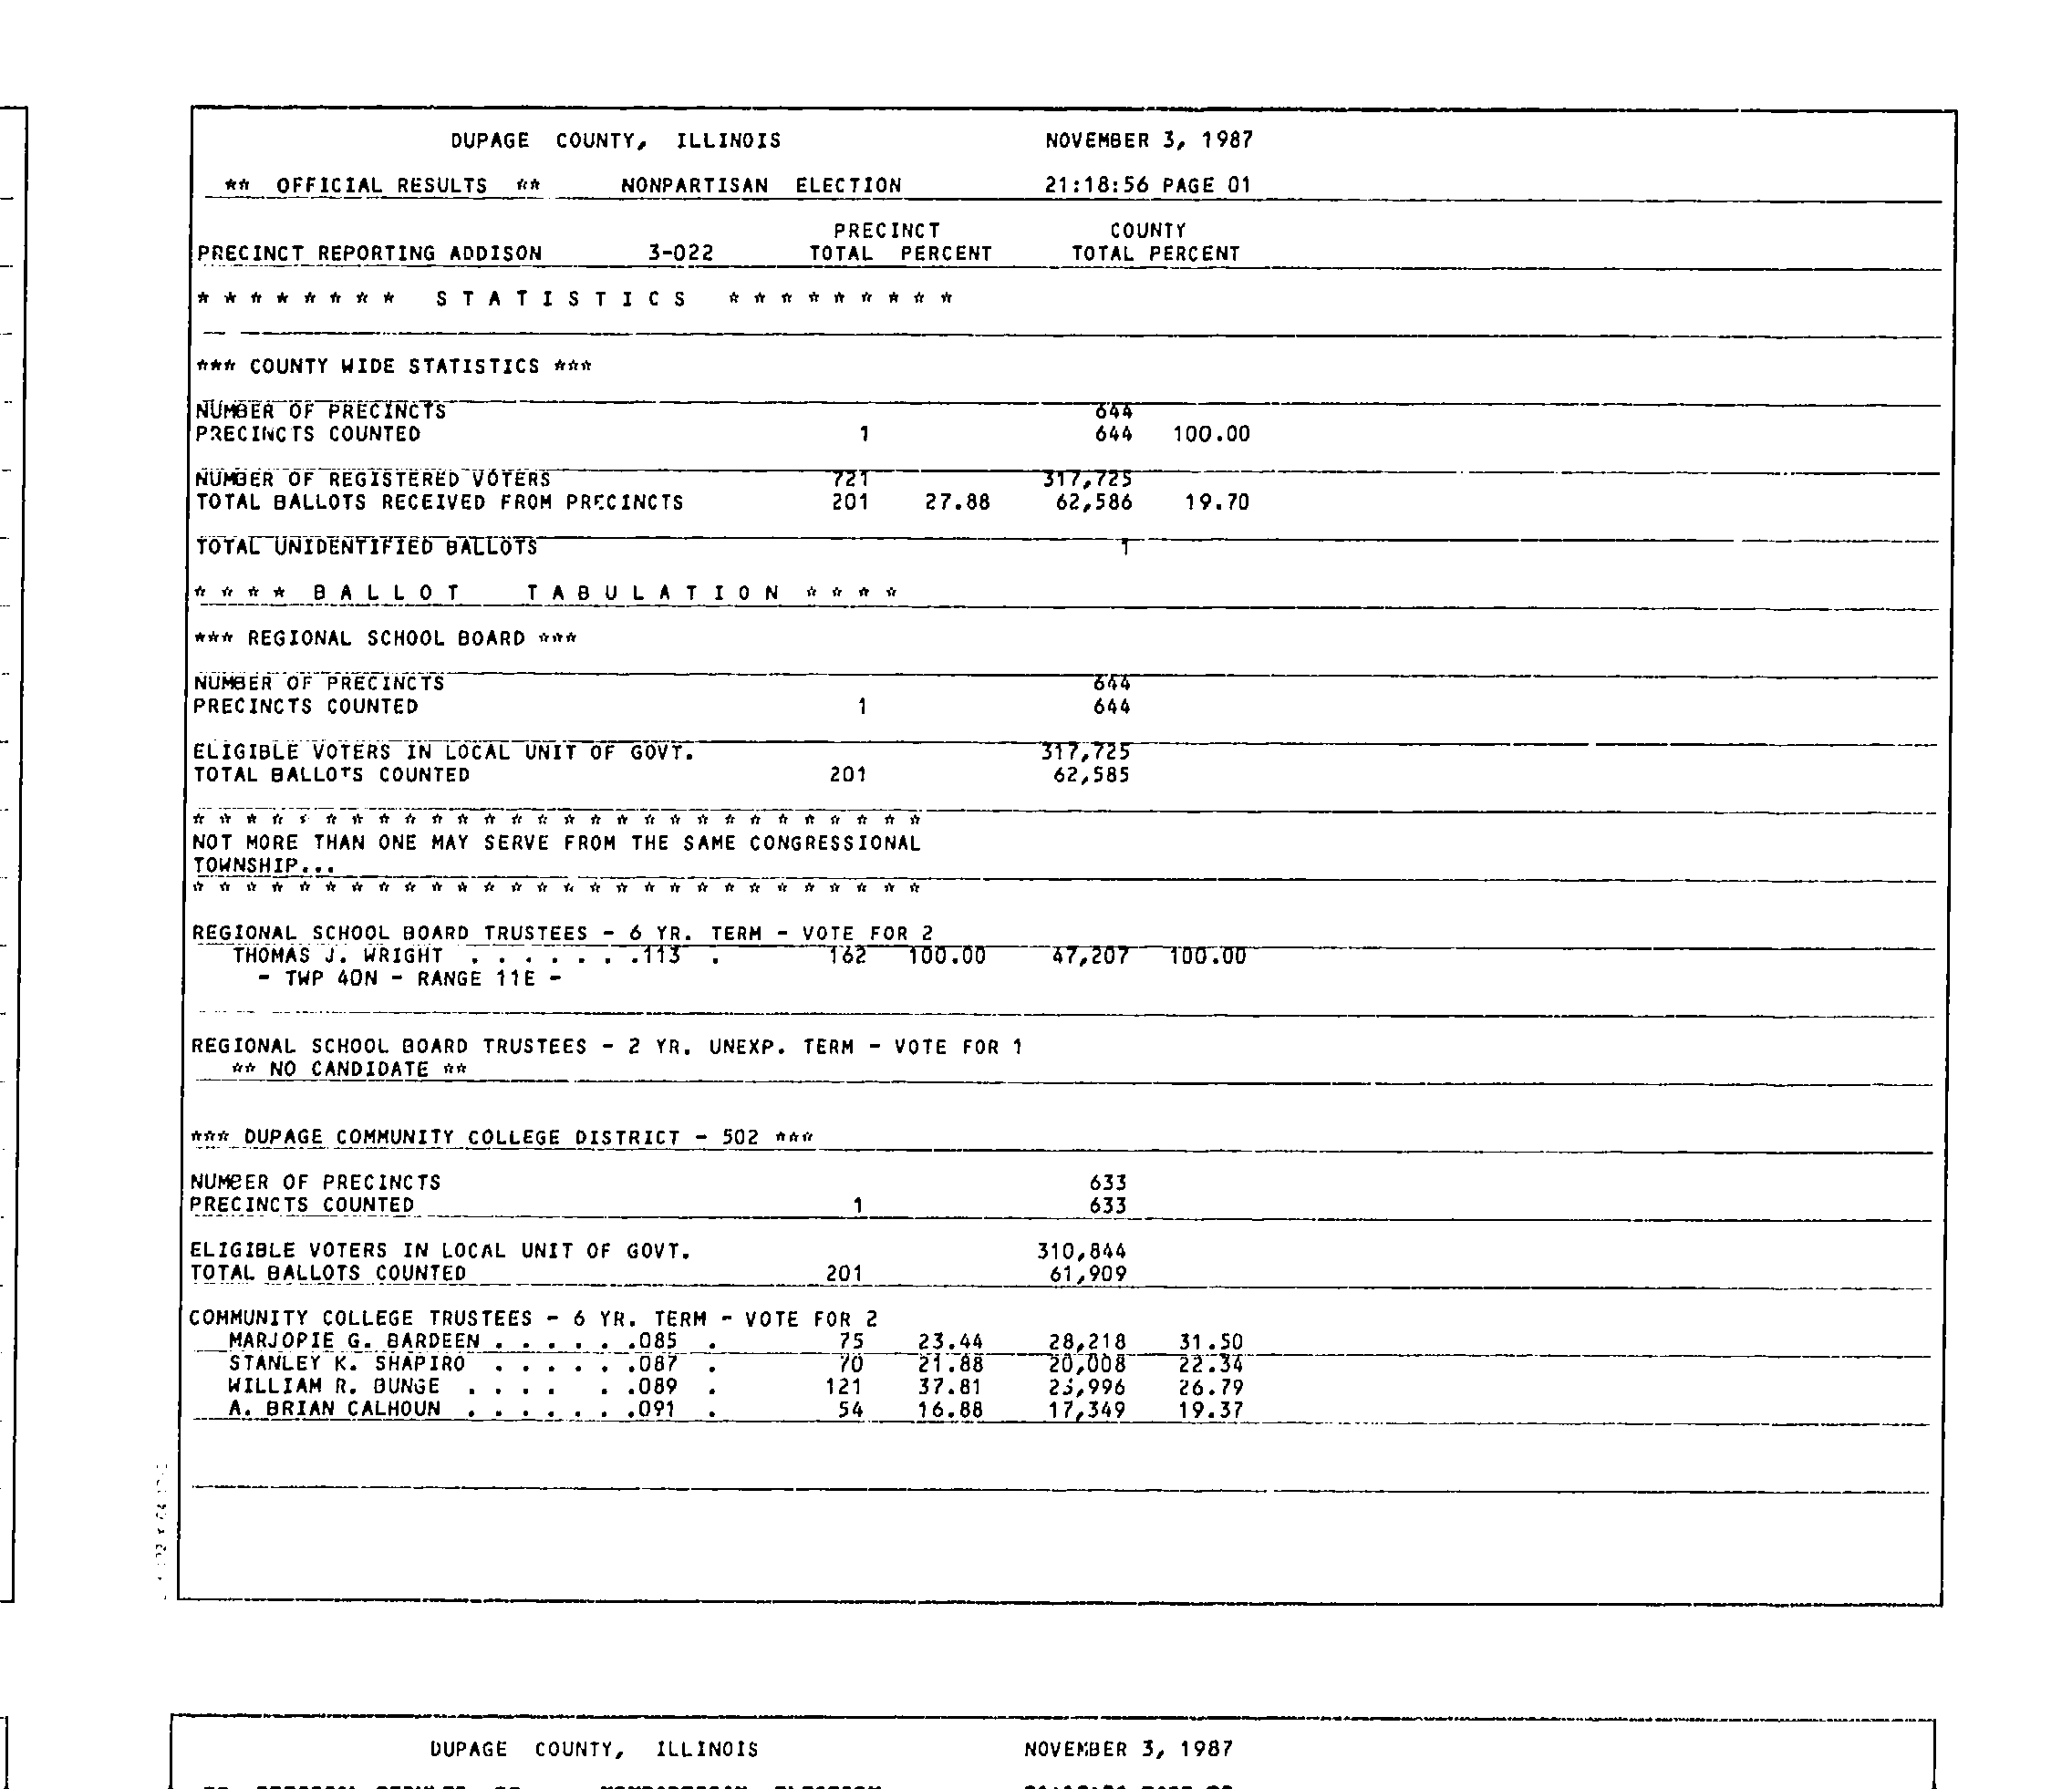 DUPAGE COUNTY, ILLINOIS NOVEMBER 3, 1987
** OFFICIAL RESULTS ** NONPARTISAN ELECTION 21:18:56 PAGE 01
PRECINCT COUNTY
PRECINCT REPORTING ADDISON 3-022 TOTAL PERCENT TOTAL PERCENT
* * * * * * * * S T A T I S T I C S * * * * * * * * *
*** COUNTY WIDE STATISTICS ***
NUMBER OF PRECINCTS 644
PRECINCTS COUNTED 1 644 100.00
NUMBER OF REGISTERED VOTERS 721 317,725
TOTAL BALLOTS RECEIVED FROM PRECINCTS 201 27.88 62,586 19.70
TOTAL UNIDENTIFIED BALLOTS 1
* * * * B A L L O T T A B U L A T I O N * * * *
*** REGIONAL SCHOOL BOARD ***
NUMBER OF PRECINCTS 644
PRECINCTS COUNTED 1 644
ELIGIBLE VOTERS IN LOCAL UNIT OF GOVT. 317,725
TOTAL BALLOTS COUNTED 201 62,585
* * * * * * * * * * * * * * * * * * * * * * * * * * * *
NOT MORE THAN ONE MAY SERVE FROM THE SAME CONGRESSIONAL
TOWNSHIP...
* * * * * * * * * * * * * * * * * * * * * * * * * * * *
REGIONAL SCHOOL BOARD TRUSTEES - 6 YR. TERM - VOTE FOR 2
THOMAS J. WRIGHT . . . . . . .113 . 162 100.00 47,207 100.00
- TWP 40N - RANGE 11E -
REGIONAL SCHOOL BOARD TRUSTEES - 2 YR. UNEXP. TERM - VOTE FOR 1
** NO CANDIDATE **
*** DUPAGE COMMUNITY COLLEGE DISTRICT - 502 ***
NUMBER OF PRECINCTS 633
PRECINCTS COUNTED 1 633
ELIGIBLE VOTERS IN LOCAL UNIT OF GOVT. 310,844
TOTAL BALLOTS COUNTED 201 61,909
COMMUNITY COLLEGE TRUSTEES - 6 YR. TERM - VOTE FOR 2
MARJOPIE G. BARDEEN . . . . . .085 . 75 23.44 28,218 31.50
STANLEY K. SHAPIRO . . . . . .087 . 70 21.88 20,008 22.34
WILLIAM R. BUNGE . . . . . .089 . 121 37.81 23,996 26.79
A. BRIAN CALHOUN . . . . . . .091 . 54 16.88 17,349 19.37
DUPAGE COUNTY, ILLINOIS NOVEMBER 3, 1987